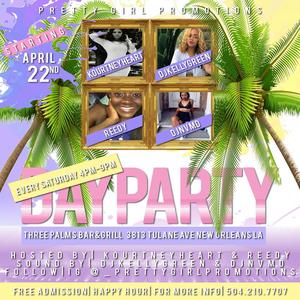 PRETTY GIRL PROMOTIONS
STARTING
APRIL
22ND
KOURTNEYHEART
DJKELLYGREEN
REEDY
DJNVMD
EVERY SATURDAY 4PM-9PM
DAYPARTY
THREE PALMS BAR&GRILL 3813 TULANE AVE NEW ORLEANS LA
HOSTED BY| KOURTNEYHEART & REEDY
SOUND BY| DJKELLYGREEN & DJNVMD
FOLLOW|IG @_PRETTYGIRLPROMOTIONS_
FREE ADMISSION| HAPPY HOUR| FOR MORE INFO| 504.210.7707